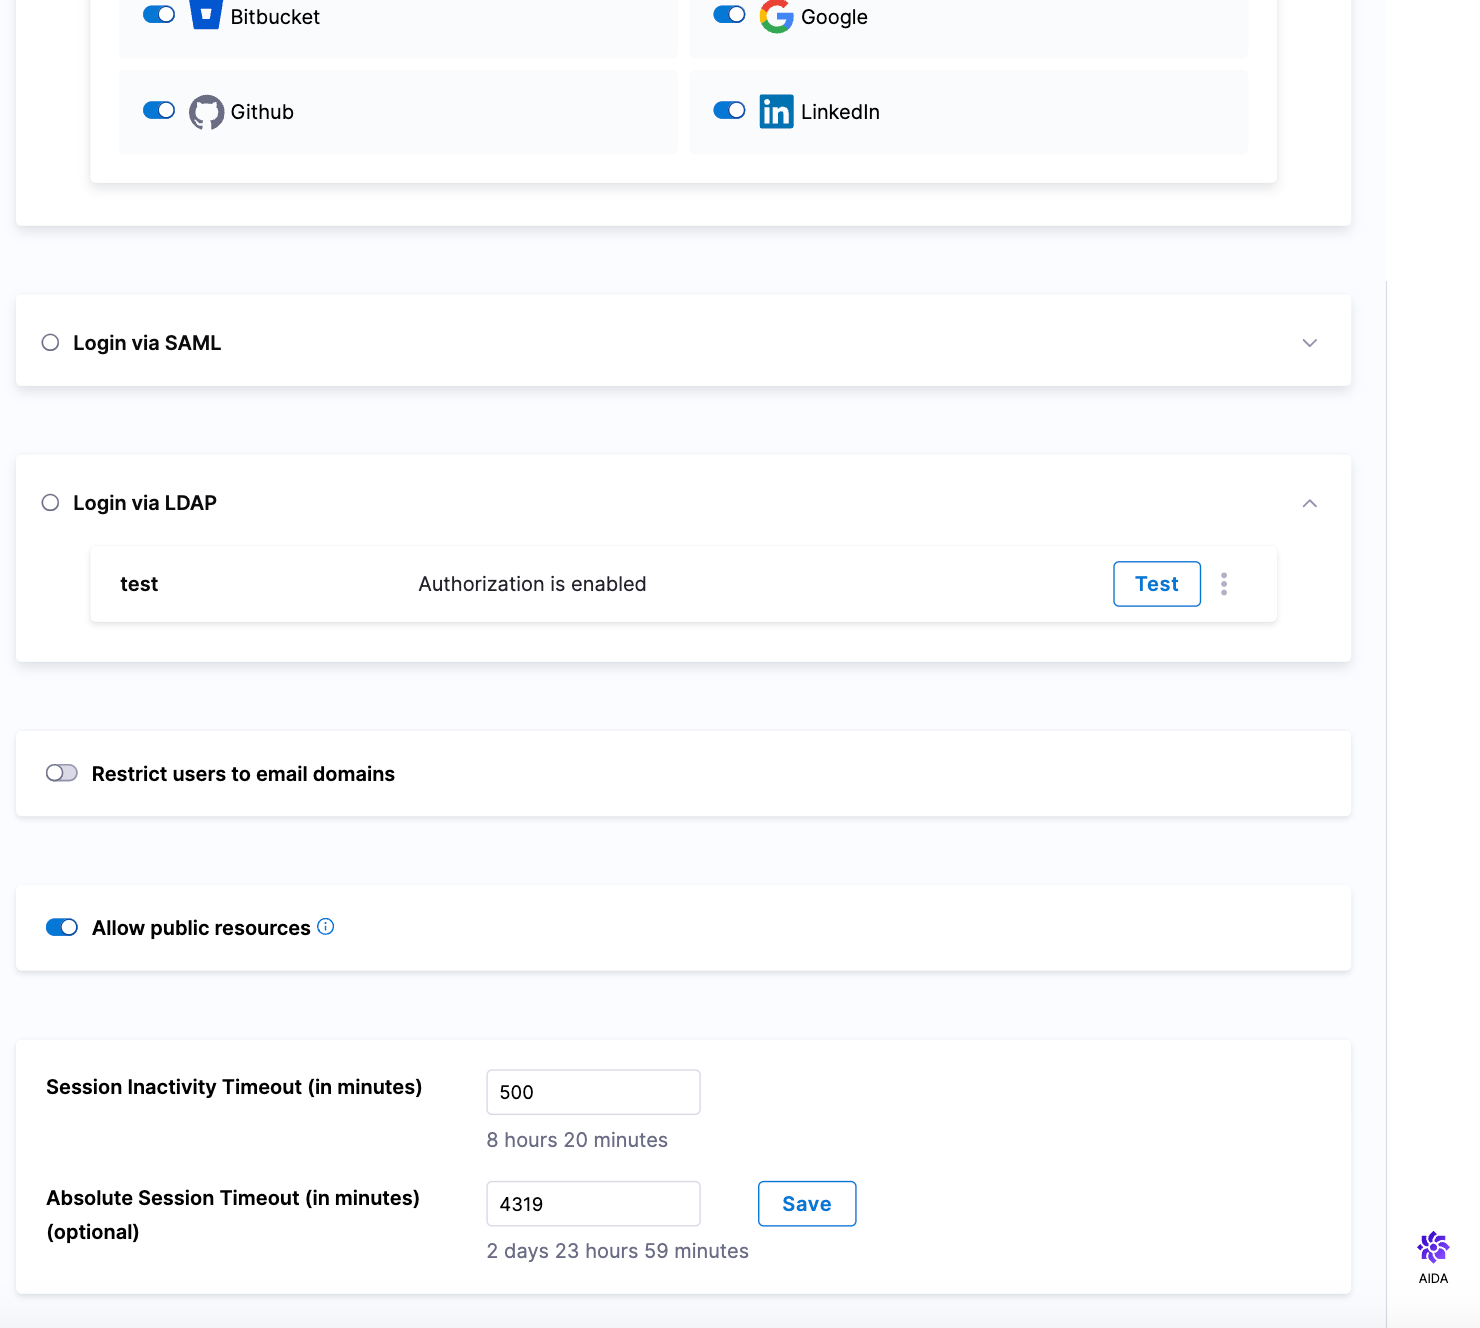 Bitbucket
Google
Github
in LinkedIn
Login via SAML
Login via LDAP
test
Authorization is enabled
Test
Restrict users to email domains
Allow public resources
Session Inactivity Timeout (in minutes)
500
8 hours 20 minutes
Absolute Session Timeout (in minutes)
(optional)
4319
Save
2 days 23 hours 59 minutes
AIDA